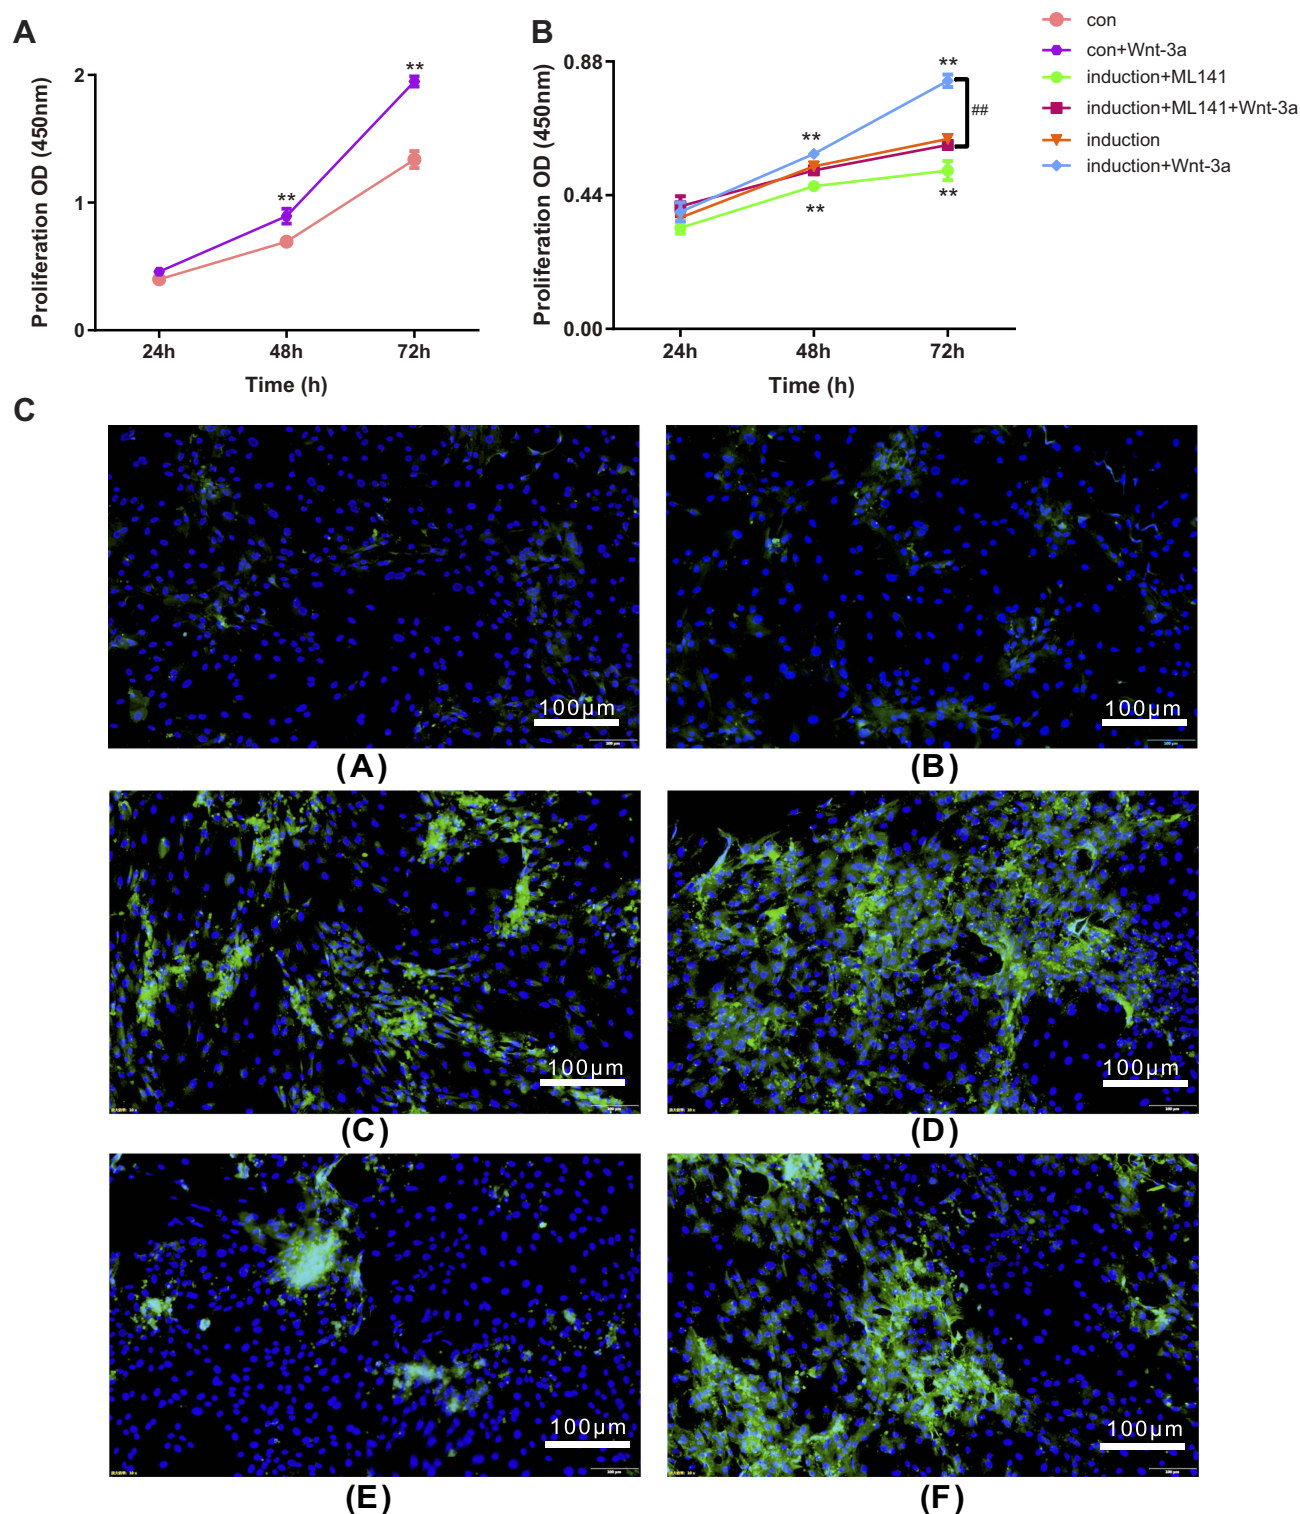 A
B
con
con+Wnt-3a
induction+ML141
induction+ML141+Wnt-3a
induction
induction+Wnt-3a
Proliferation OD (450nm)
2
1
0
**
**
24h
48h
72h
Time (h)
Proliferation OD (450nm)
0.88
0.44
0.00
**
**
**
**
##
24h
48h
72h
Time (h)
C
100μm
100μm
(A)
(B)
100μm
100μm
(C)
(D)
100μm
100μm
(E)
(F)